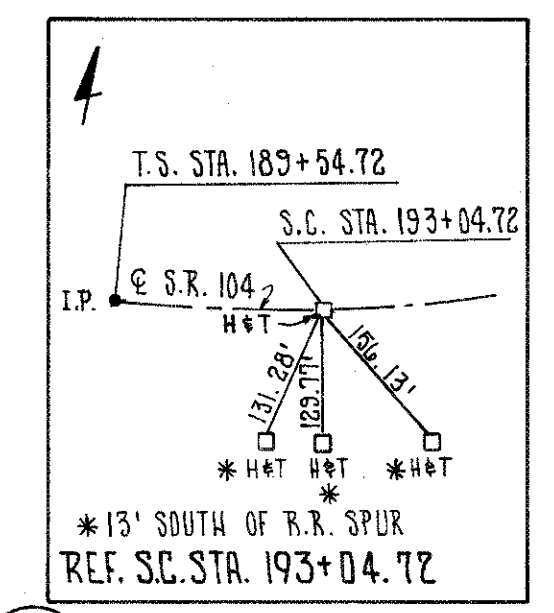 T.S. STA. 189+54.72
S.C. STA. 193+04.72
I.P.
℄ S.R. 104
H&T
131.28'
129.77'
156.13'
* H&T
H&T
*
* H&T
* 13' SOUTH OF R.R. SPUR
REF. S.C. STA. 193+04.72